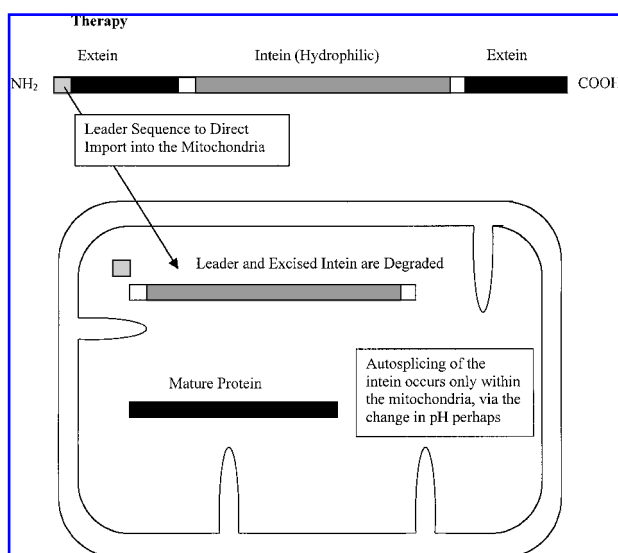 Therapy
Extein Intein (Hydrophilic) Extein
NH2 COOH
Leader Sequence to Direct
Import into the Mitochondria
Leader and Excised Intein are Degraded
Autosplicing of the
intein occurs only within
the mitochondria, via the
change in pH perhaps
Mature Protein